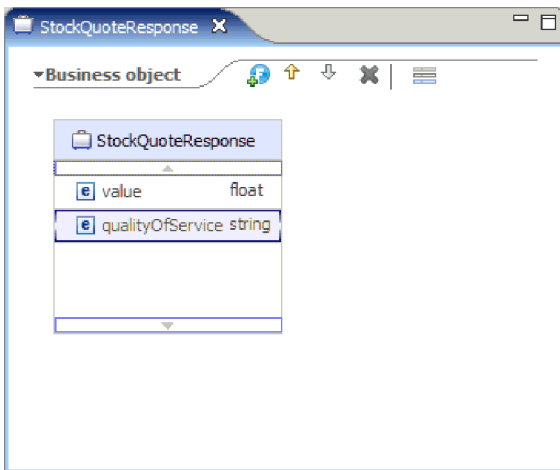 StockQuoteResponse
Business object
StockQuoteResponse
e value float
e qualityOfService string